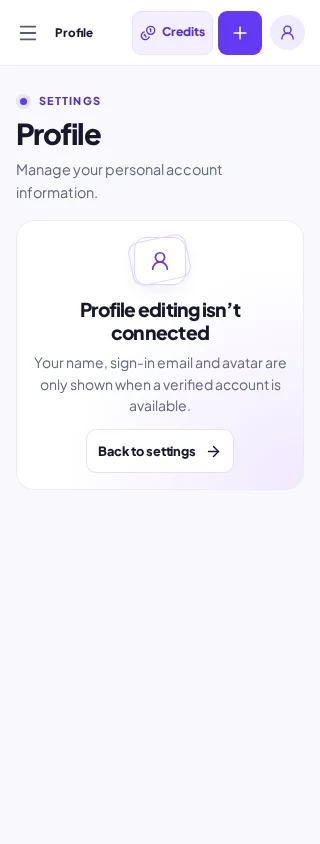 Profile
Credits
SETTINGS
Profile
Manage your personal account
information.
Profile editing isn’t
connected
Your name, sign-in email and avatar are
only shown when a verified account is
available.
Back to settings